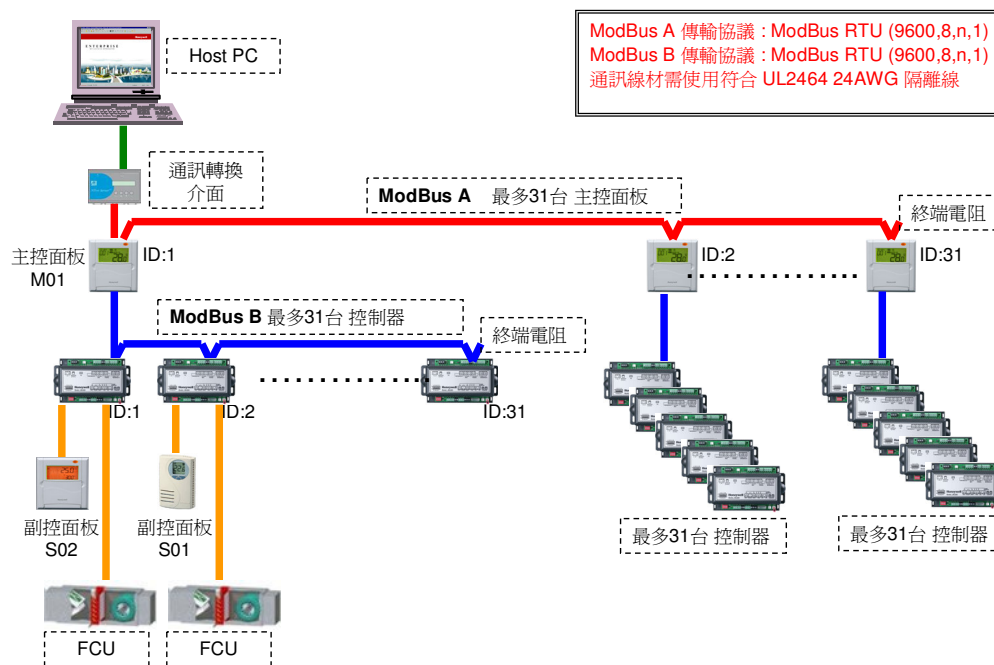 Host PC
ModBus A 傳輸協議 : ModBus RTU (9600,8,n,1)
ModBus B 傳輸協議 : ModBus RTU (9600,8,n,1)
通訊線材需使用符合 UL2464 24AWG 隔離線
通訊轉換
介面
ModBus A 最多31台 主控面板
終端電阻
主控面板
M01
ID:1
ID:2
ID:31
ModBus B 最多31台 控制器
終端電阻
ID:1
ID:2
ID:31
副控面板
S02
副控面板
S01
最多31台 控制器
最多31台 控制器
FCU
FCU